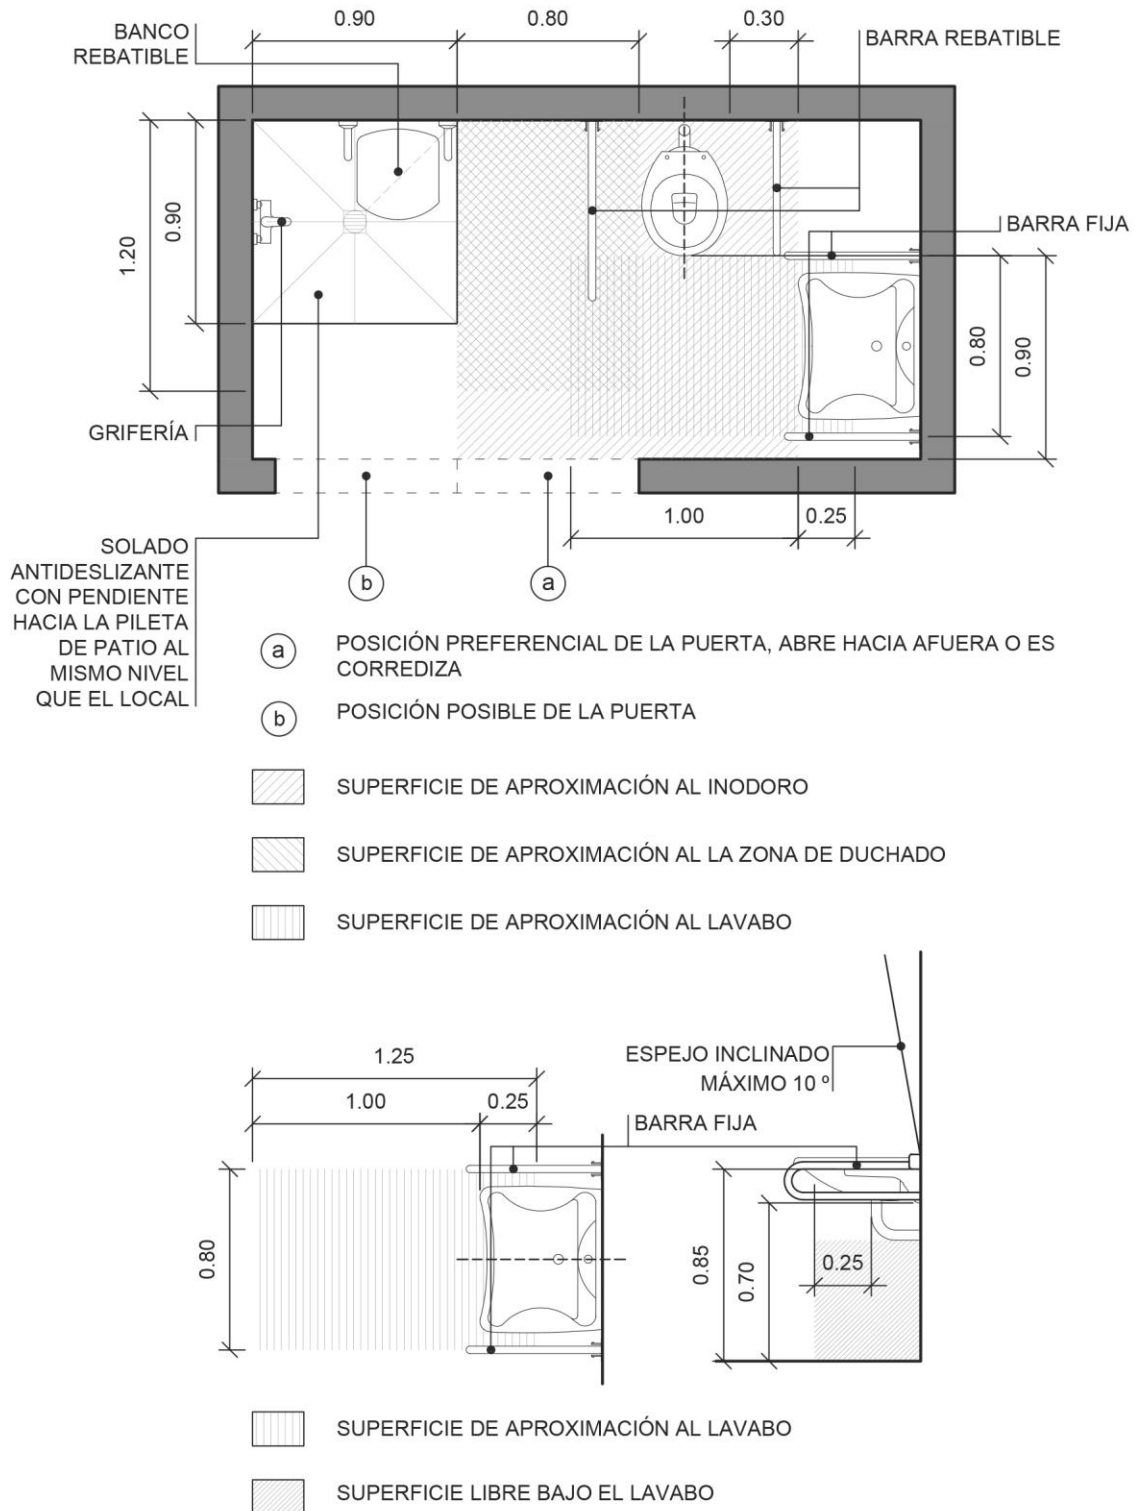 0.90
0.80
0.30
BANCO
REBATIBLE
BARRA REBATIBLE
1.20
0.90
BARRA FIJA
0.80
0.90
GRIFERÍA
1.00
0.25
SOLADO
ANTIDESLIZANTE
CON PENDIENTE
HACIA LA PILETA
DE PATIO AL
MISMO NIVEL
QUE EL LOCAL
b
a
a
POSICIÓN PREFERENCIAL DE LA PUERTA, ABRE HACIA AFUERA O ES
CORREDIZA
b
POSICIÓN POSIBLE DE LA PUERTA
SUPERFICIE DE APROXIMACIÓN AL INODORO
SUPERFICIE DE APROXIMACIÓN AL LA ZONA DE DUCHADO
SUPERFICIE DE APROXIMACIÓN AL LAVABO
1.25
1.00
0.25
0.80
BARRA FIJA
ESPEJO INCLINADO
MÁXIMO 10 º
0.85
0.70
0.25
SUPERFICIE DE APROXIMACIÓN AL LAVABO
SUPERFICIE LIBRE BAJO EL LAVABO